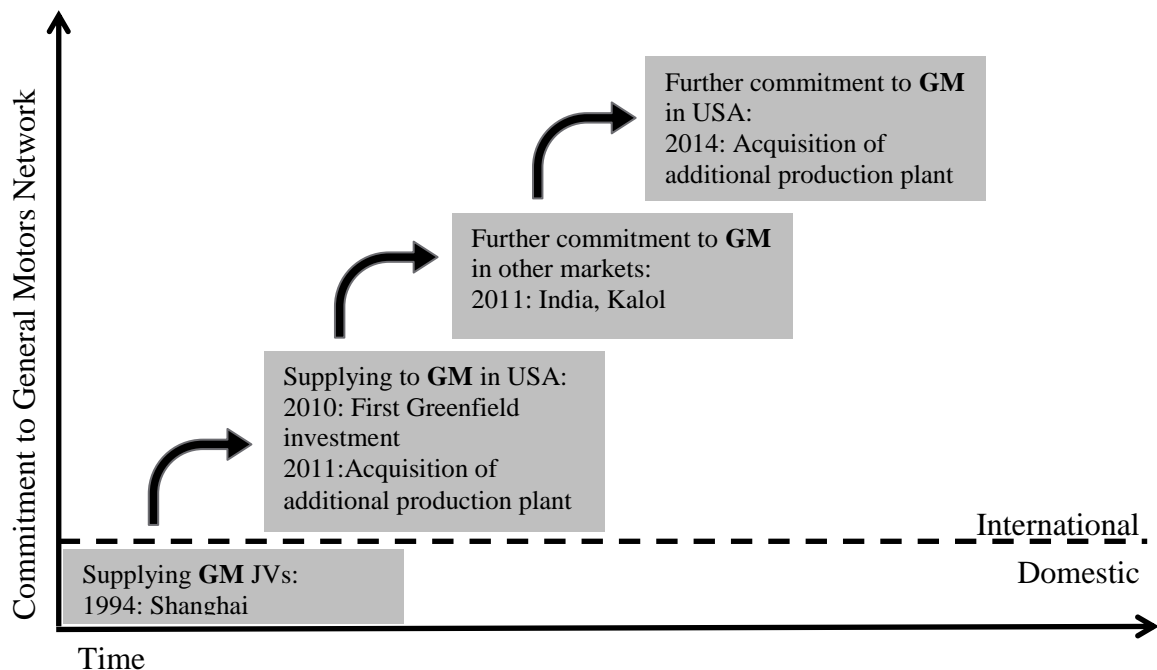 Commitment to General Motors Network
Further commitment to GM
in USA:
2014: Acquisition of
additional production plant
Further commitment to GM
in other markets:
2011: India, Kalol
Supplying to GM in USA:
2010: First Greenfield
investment
2011:Acquisition of
additional production plant
International
Domestic
Supplying GM JVs:
1994: Shanghai
Time